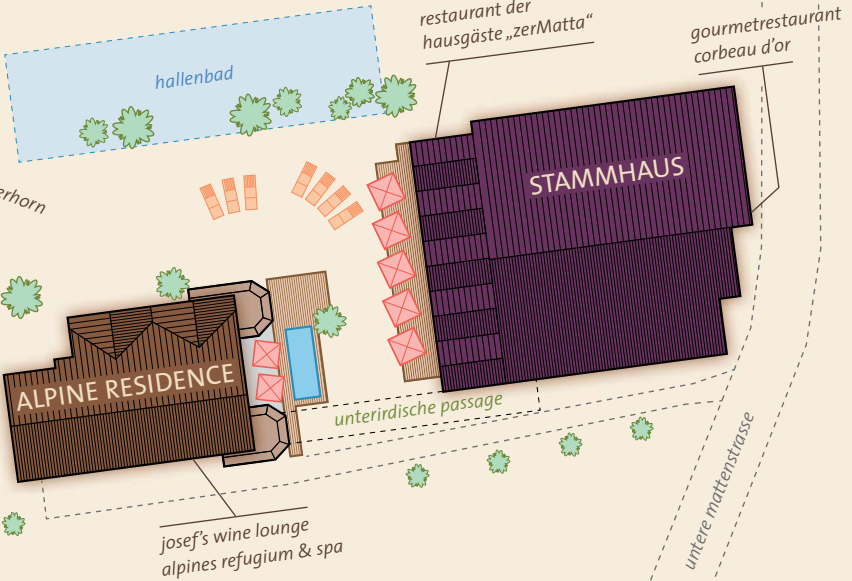 restaurant der
hausgäste „zerMatta“
gourmetrestaurant
corbeau d’or
hallenbad
STAMMHAUS
ALPINE RESIDENCE
unterirdische passage
untere mattenstrasse
josef’s wine lounge
alpines refugium & spa